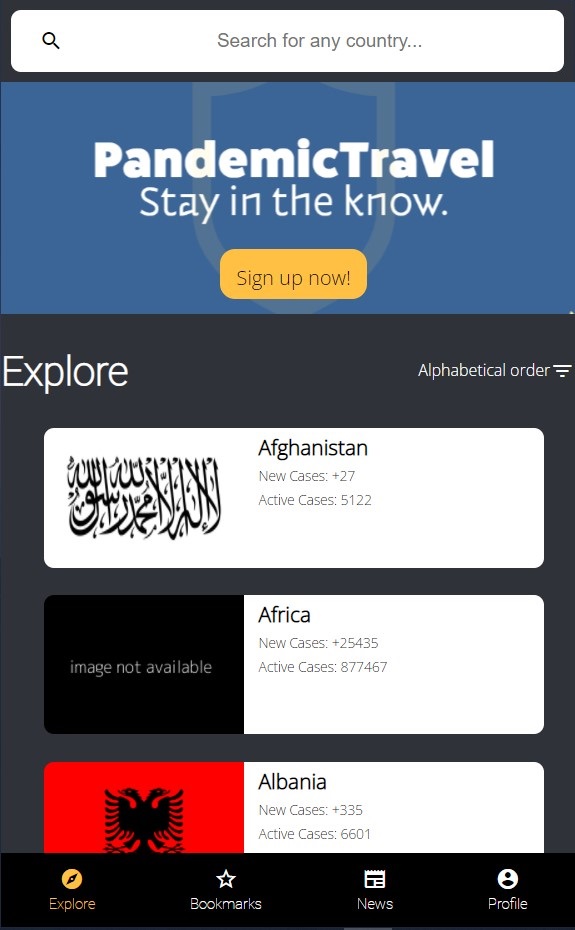 Search for any country...
PandemicTravel
Stay in the know.
Sign up now!
Explore
Alphabetical order
لا إله إلا الله محمد رسول الله
Afghanistan
New Cases: +27
Active Cases: 5122
image not available
Africa
New Cases: +25435
Active Cases: 877467
Albania
New Cases: +335
Active Cases: 6601
Explore
Bookmarks
News
Profile